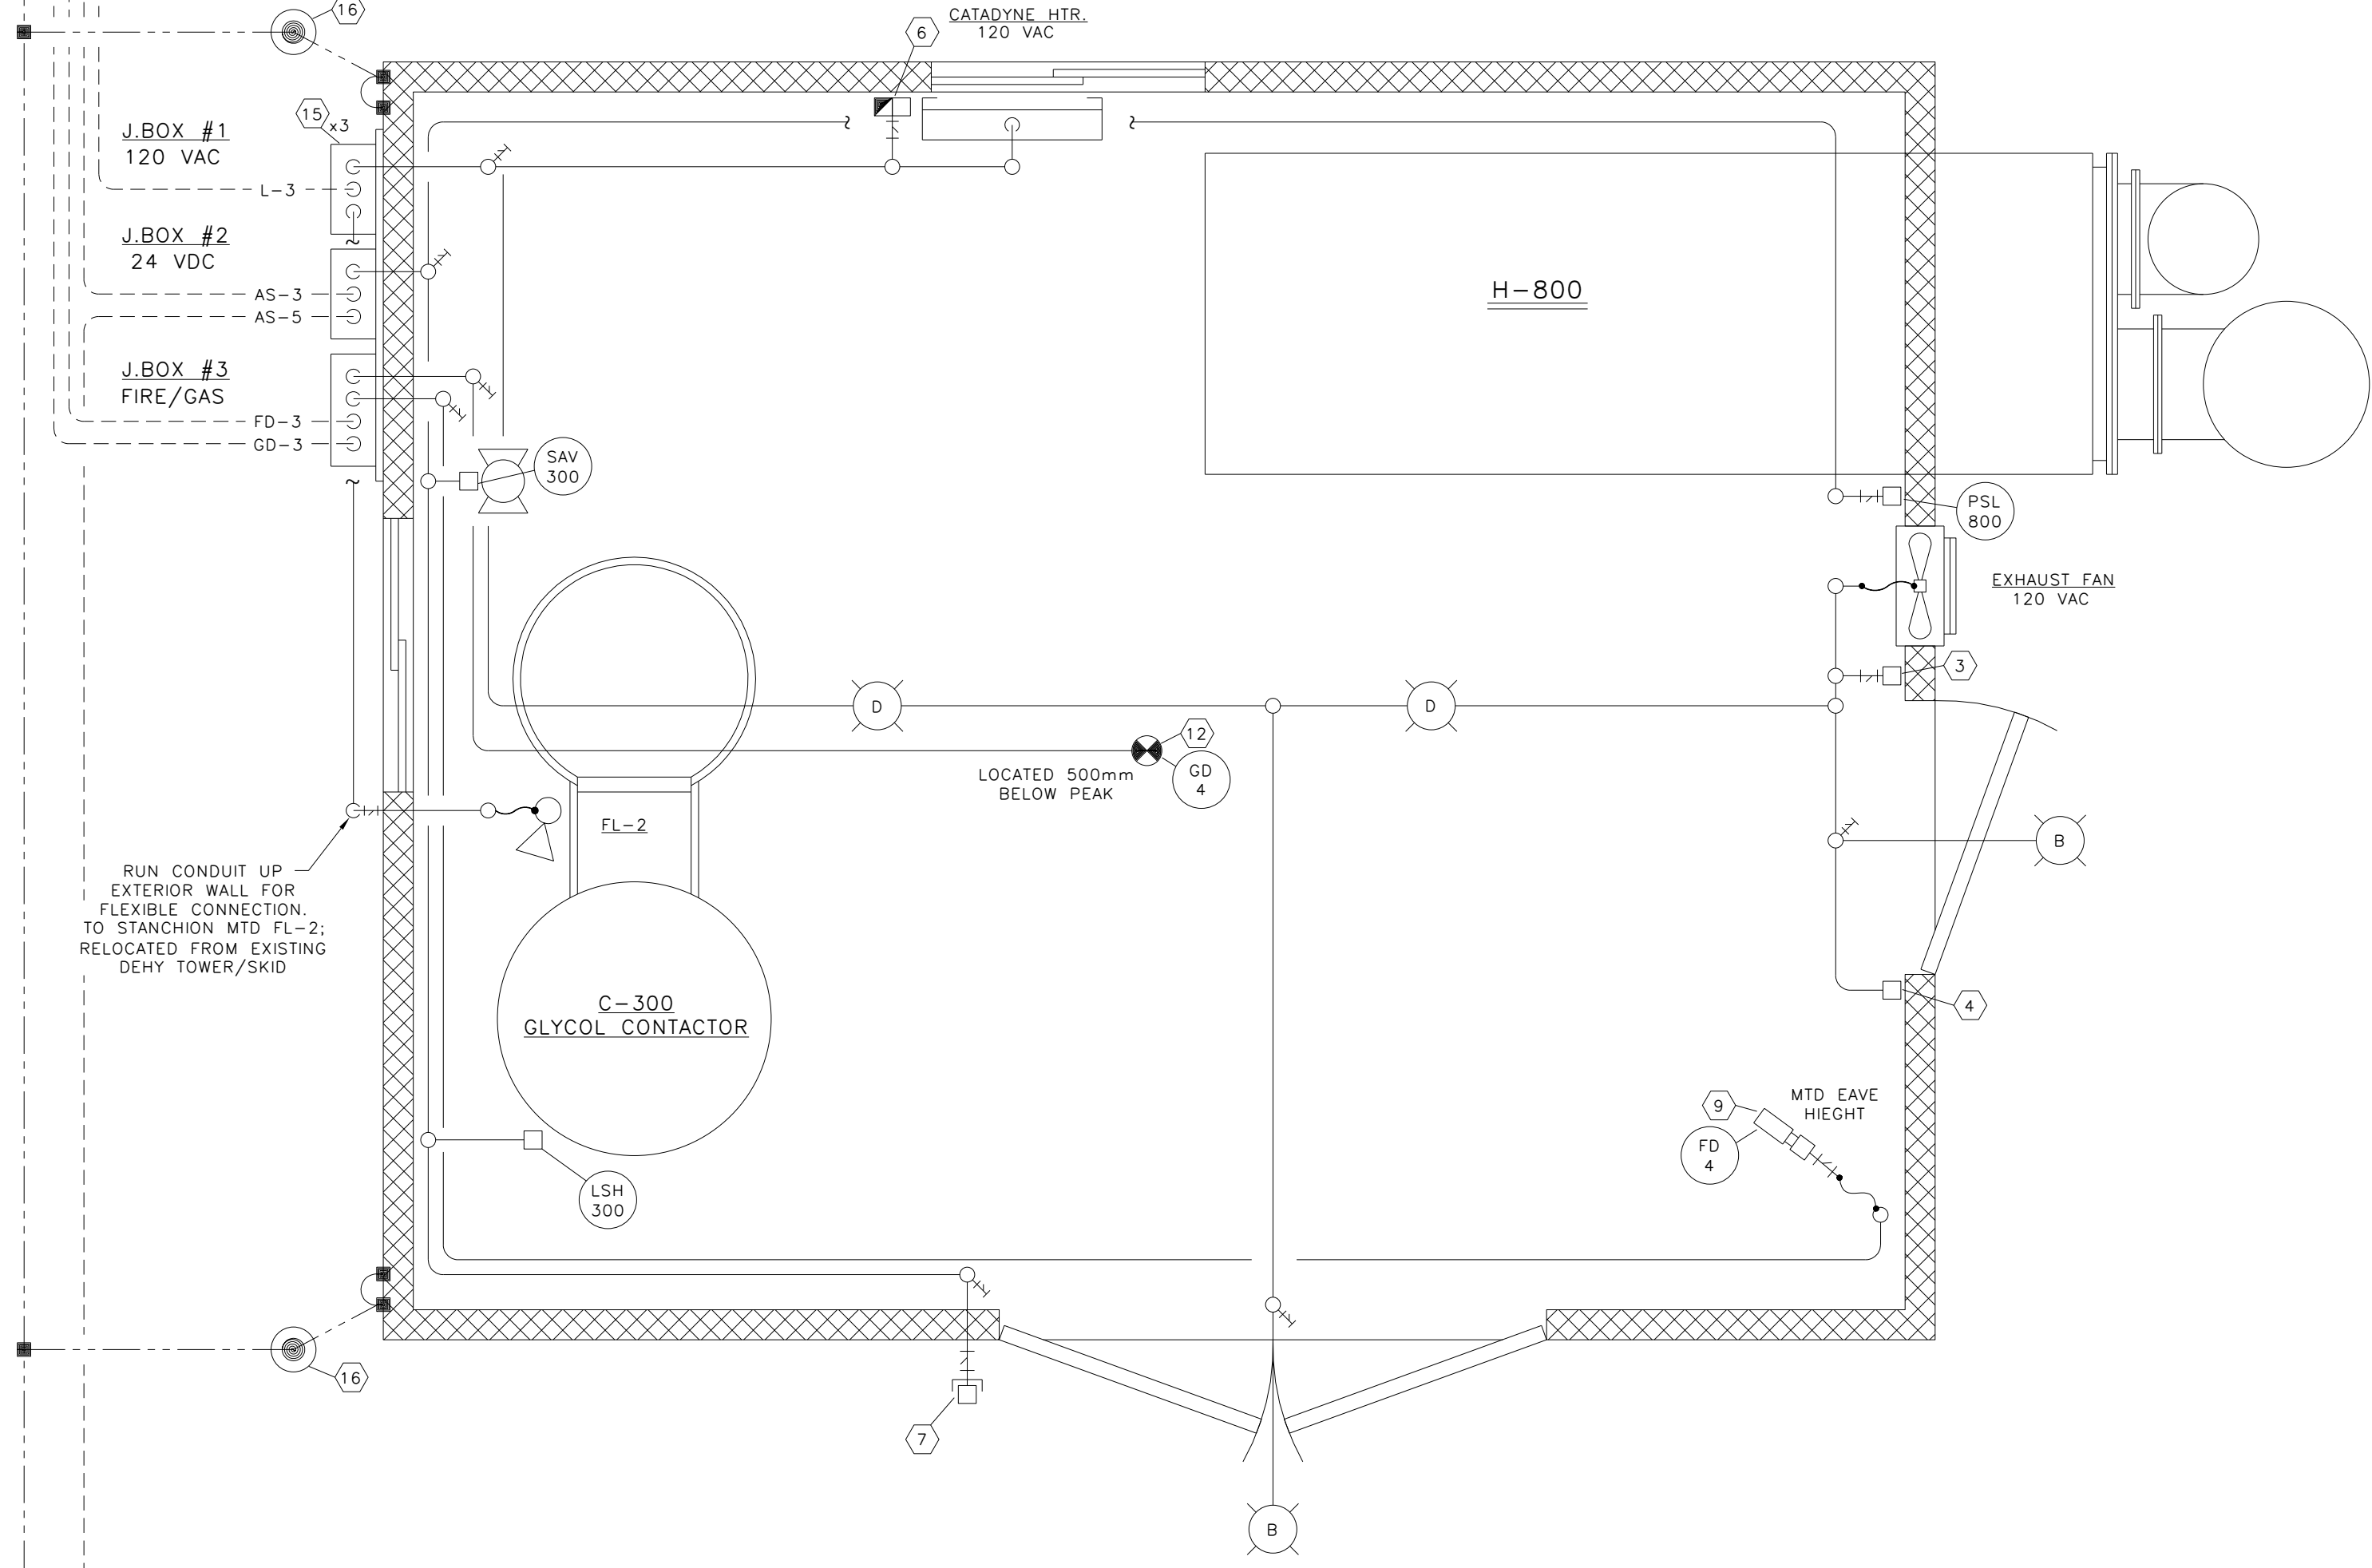 16
CATADYNE HTR.
120 VAC
6
15
x3
J.BOX #1
120 VAC
L-3
J.BOX #2
24 VDC
AS-3
AS-5
J.BOX #3
FIRE/GAS
FD-3
GD-3
H-800
SAV
300
PSL
800
EXHAUST FAN
120 VAC
3
D
D
12
GD
4
LOCATED 500mm
BELOW PEAK
FL-2
B
RUN CONDUIT UP
EXTERIOR WALL FOR
FLEXIBLE CONNECTION.
TO STANCHION MTD FL-2;
RELOCATED FROM EXISTING
DEHY TOWER/SKID
C-300
GLYCOL CONTACTOR
4
9
MTD EAVE
HIEGHT
FD
4
LSH
300
16
7
B